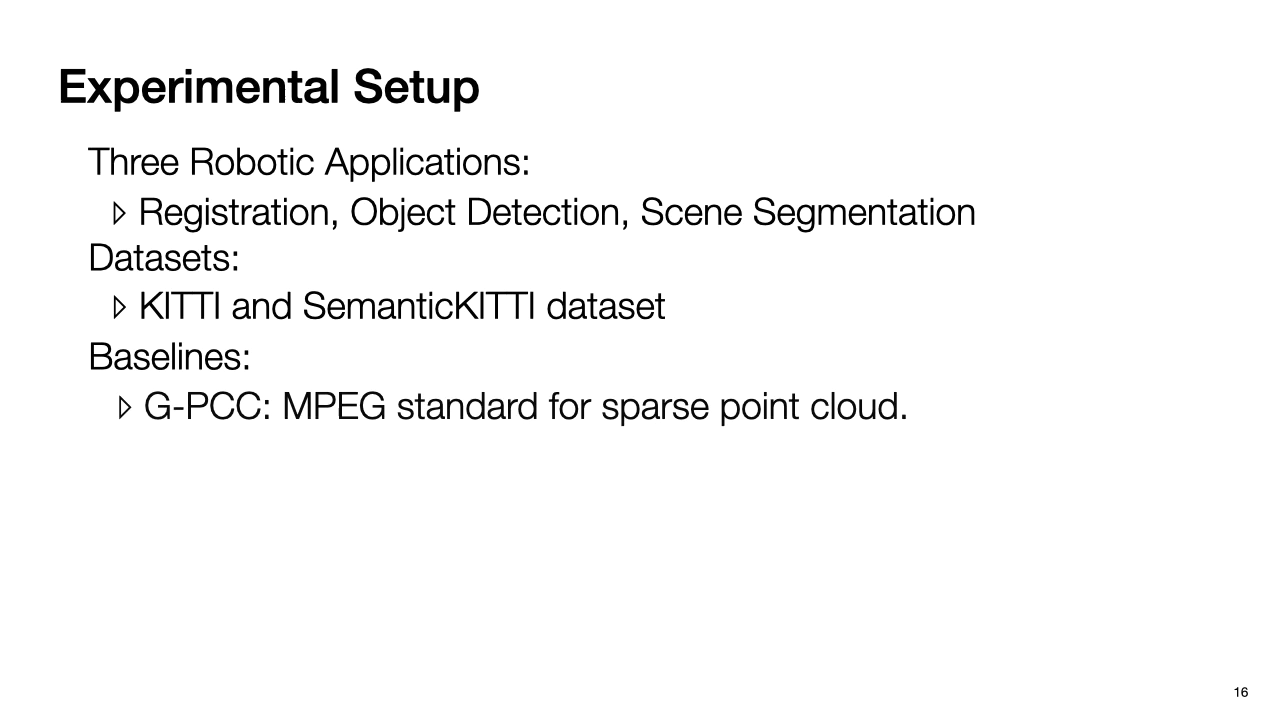 Experimental Setup
Three Robotic Applications:
▷ Registration, Object Detection, Scene Segmentation
Datasets:
▷ KITTI and SemanticKITTI dataset
Baselines:
▷ G-PCC: MPEG standard for sparse point cloud.
16